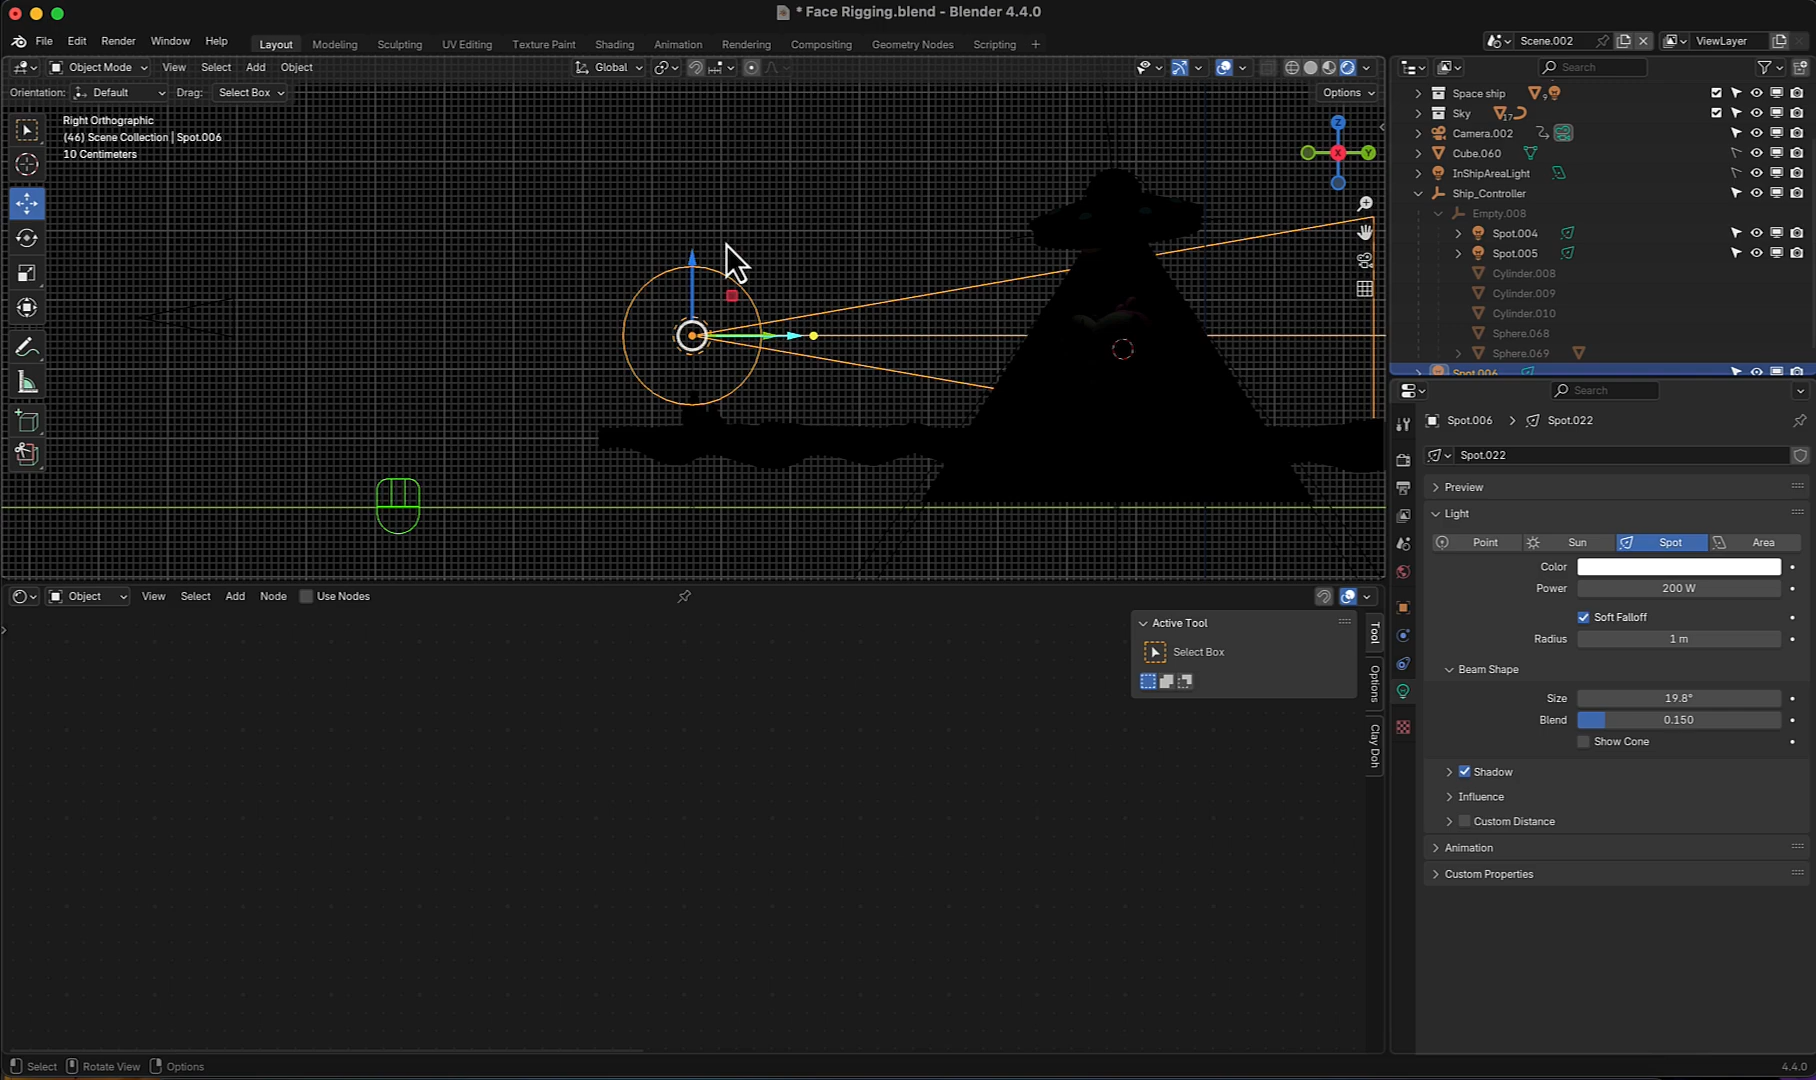 * Face Rigging.blend - Blender 4.4.0
File Edit Render Window Help Layout Modeling Sculpting UV Editing Texture Paint Shading Animation Rendering Compositing Geometry Nodes Scripting + Scene.002 ViewLayer
Object Mode View Select Add Object Global Search
Orientation: Default Drag: Select Box Options
Right Orthographic
(46) Scene Collection | Spot.006
10 Centimeters
Z
X
Y
Space ship 9
Sky 17
Camera.002
Cube.060
InShipAreaLight
Ship_Controller
Empty.008
Spot.004
Spot.005
Cylinder.008
Cylinder.009
Cylinder.010
Sphere.068
Sphere.069
Spot.006
Search
Spot.006 Spot.022
Spot.022
Preview
Light
Point Sun Spot Area
Color
Power 200 W
Soft Falloff
Radius 1 m
Beam Shape
Size 19.8°
Blend 0.150
Show Cone
Shadow
Influence
Custom Distance
Animation
Custom Properties
Object View Select Add Node Use Nodes
Active Tool
Select Box
Tool
Options
Clay Doh
Select Rotate View Options 4.4.0